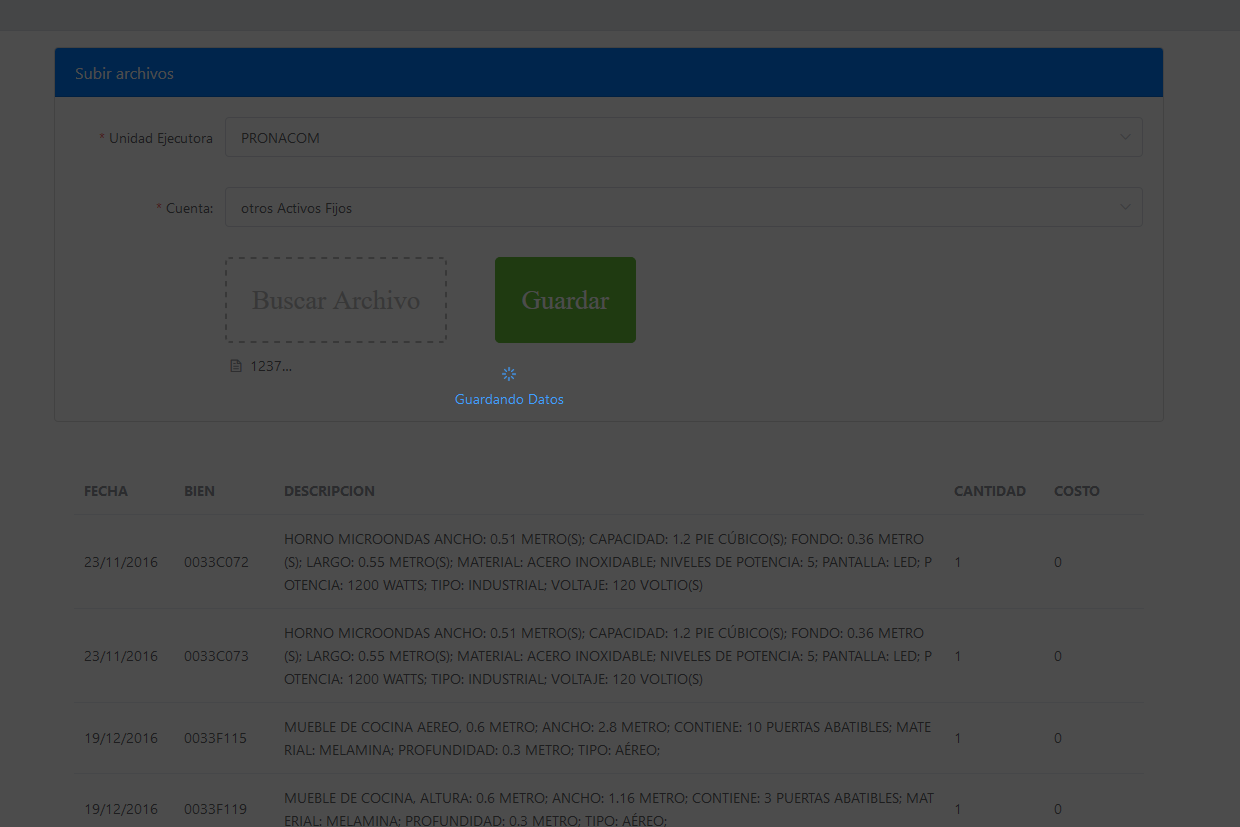 Subir archivos
* Unidad Ejecutora
PRONACOM
* Cuenta:
otros Activos Fijos
Buscar Archivo
Guardar
1237...
Guardando Datos
FECHA BIEN DESCRIPCION CANTIDAD COSTO
HORNO MICROONDAS ANCHO: 0.51 METRO(S); CAPACIDAD: 1.2 PIE CÚBICO(S); FONDO: 0.36 METRO
23/11/2016 0033C072 (S); LARGO: 0.55 METRO(S); MATERIAL: ACERO INOXIDABLE; NIVELES DE POTENCIA: 5; PANTALLA: LED; P 1 0
OTENCIA: 1200 WATTS; TIPO: INDUSTRIAL; VOLTAJE: 120 VOLTIO(S)
HORNO MICROONDAS ANCHO: 0.51 METRO(S); CAPACIDAD: 1.2 PIE CÚBICO(S); FONDO: 0.36 METRO
23/11/2016 0033C073 (S); LARGO: 0.55 METRO(S); MATERIAL: ACERO INOXIDABLE; NIVELES DE POTENCIA: 5; PANTALLA: LED; P 1 0
OTENCIA: 1200 WATTS; TIPO: INDUSTRIAL; VOLTAJE: 120 VOLTIO(S)
MUEBLE DE COCINA AEREO, 0.6 METRO; ANCHO: 2.8 METRO; CONTIENE: 10 PUERTAS ABATIBLES; MATE
19/12/2016 0033F115 1 0
RIAL: MELAMINA; PROFUNDIDAD: 0.3 METRO; TIPO: AÉREO;
MUEBLE DE COCINA, ALTURA: 0.6 METRO; ANCHO: 1.16 METRO; CONTIENE: 3 PUERTAS ABATIBLES; MAT
19/12/2016 0033F119 1 0
ERIAL: MELAMINA; PROFUNDIDAD: 0.3 METRO; TIPO: AÉREO;